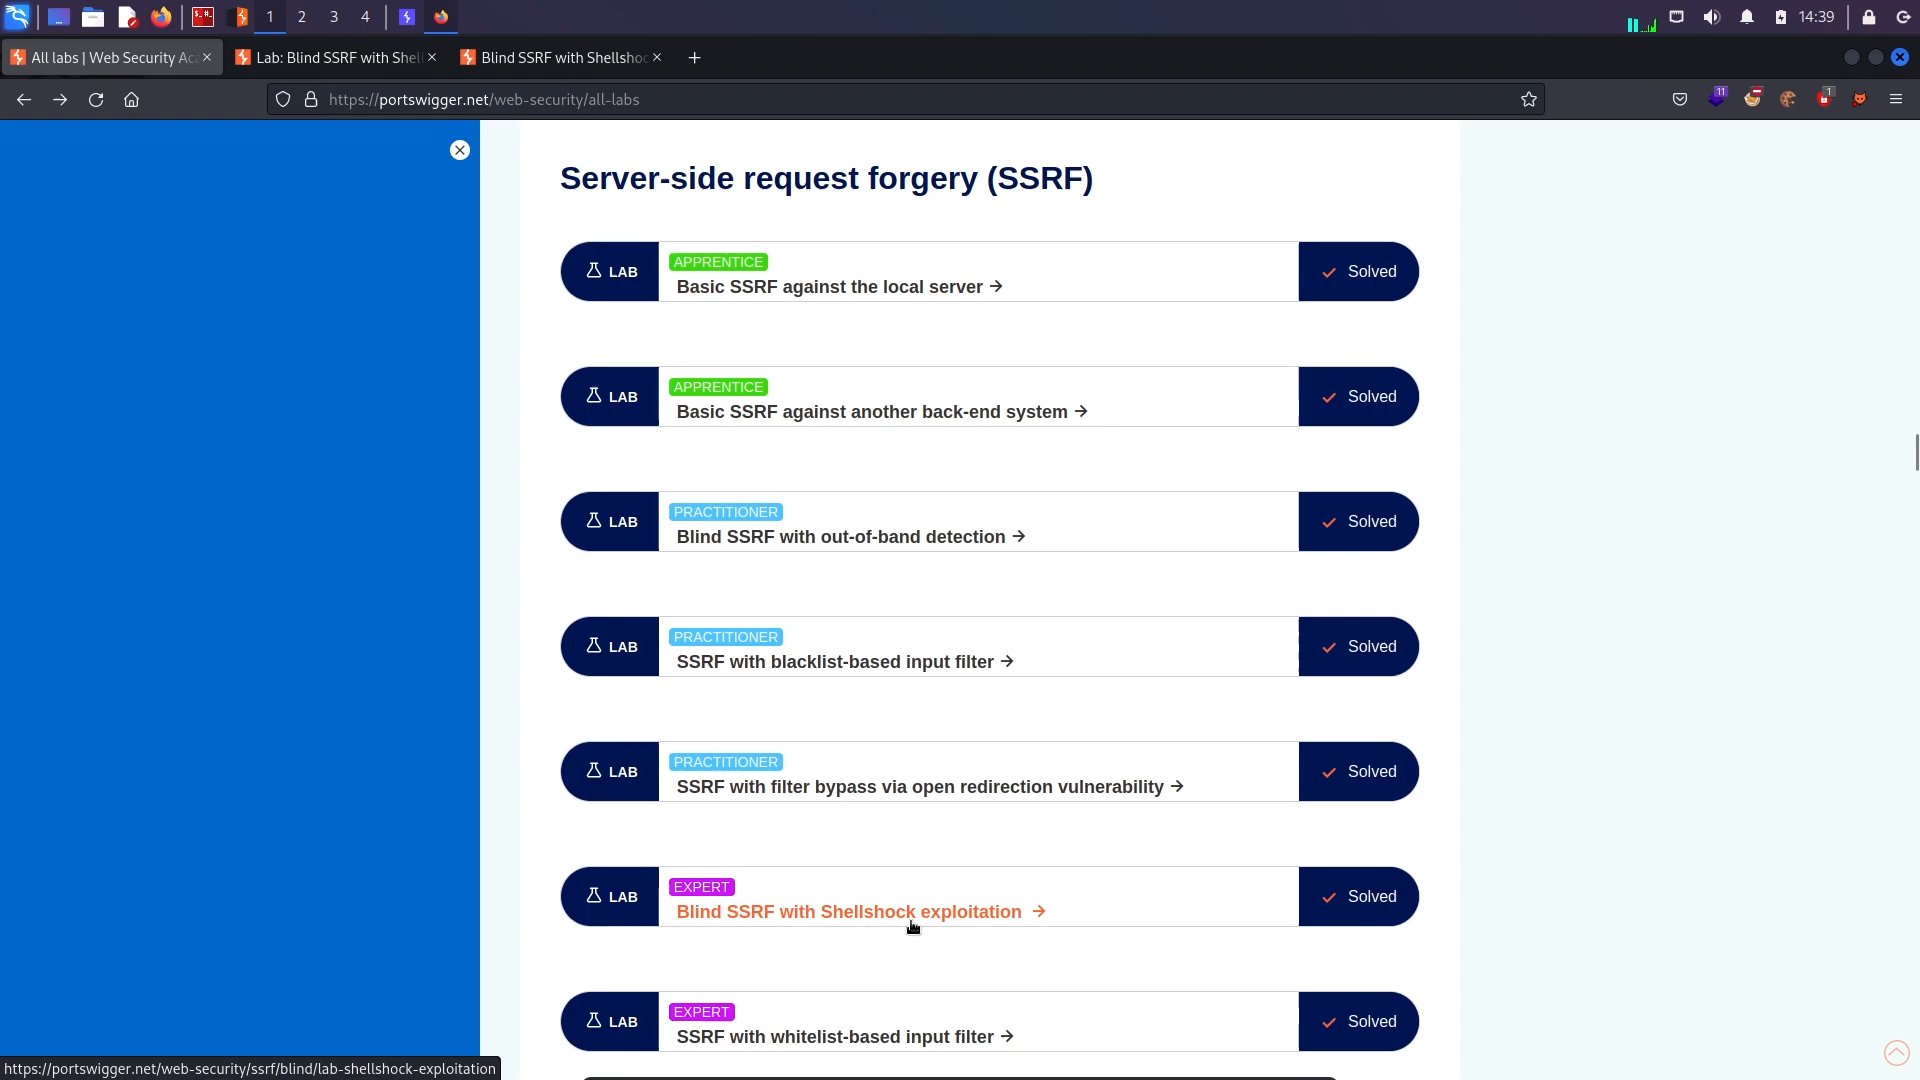 1 2 3 4 14:39
All labs | Web Security Aca
Lab: Blind SSRF with Shel
Blind SSRF with Shellshoc
https://portswigger.net/web-security/all-labs
11
1
Server-side request forgery (SSRF)
LAB
APPRENTICE
Basic SSRF against the local server
Solved
LAB
APPRENTICE
Basic SSRF against another back-end system
Solved
LAB
PRACTITIONER
Blind SSRF with out-of-band detection
Solved
LAB
PRACTITIONER
SSRF with blacklist-based input filter
Solved
LAB
PRACTITIONER
SSRF with filter bypass via open redirection vulnerability
Solved
LAB
EXPERT
Blind SSRF with Shellshock exploitation
Solved
LAB
EXPERT
SSRF with whitelist-based input filter
Solved
https://portswigger.net/web-security/ssrf/blind/lab-shellshock-exploitation